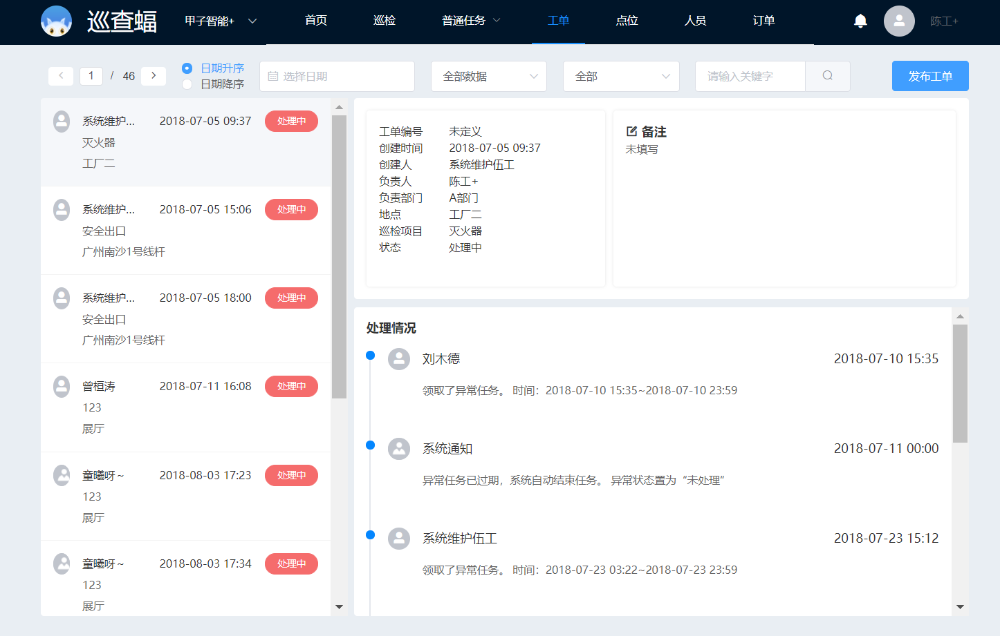 巡查蝠 甲子智能+ 首页 巡检 普通任务 工单 点位 人员 订单 陈工+
1 / 46 日期升序 日期降序 选择日期 全部数据 全部 请输入关键字 发布工单
系统维护... 2018-07-05 09:37 处理中
灭火器
工厂二
系统维护... 2018-07-05 15:06 处理中
安全出口
广州南沙1号线杆
系统维护... 2018-07-05 18:00 处理中
安全出口
广州南沙1号线杆
曾桓涛 2018-07-11 16:08 处理中
123
展厅
童曦呀~ 2018-08-03 17:23 处理中
123
展厅
童曦呀~ 2018-08-03 17:34 处理中
123
展厅
工单编号 未定义
创建时间 2018-07-05 09:37
创建人 系统维护伍工
负责人 陈工+
负责部门 A部门
地点 工厂二
巡检项目 灭火器
状态 处理中
备注
未填写
处理情况
刘木德 2018-07-10 15:35
领取了异常任务。 时间：2018-07-10 15:35~2018-07-10 23:59
系统通知 2018-07-11 00:00
异常任务已过期，系统自动结束任务。 异常状态置为“未处理”
系统维护伍工 2018-07-23 15:12
领取了异常任务。 时间：2018-07-23 03:22~2018-07-23 23:59